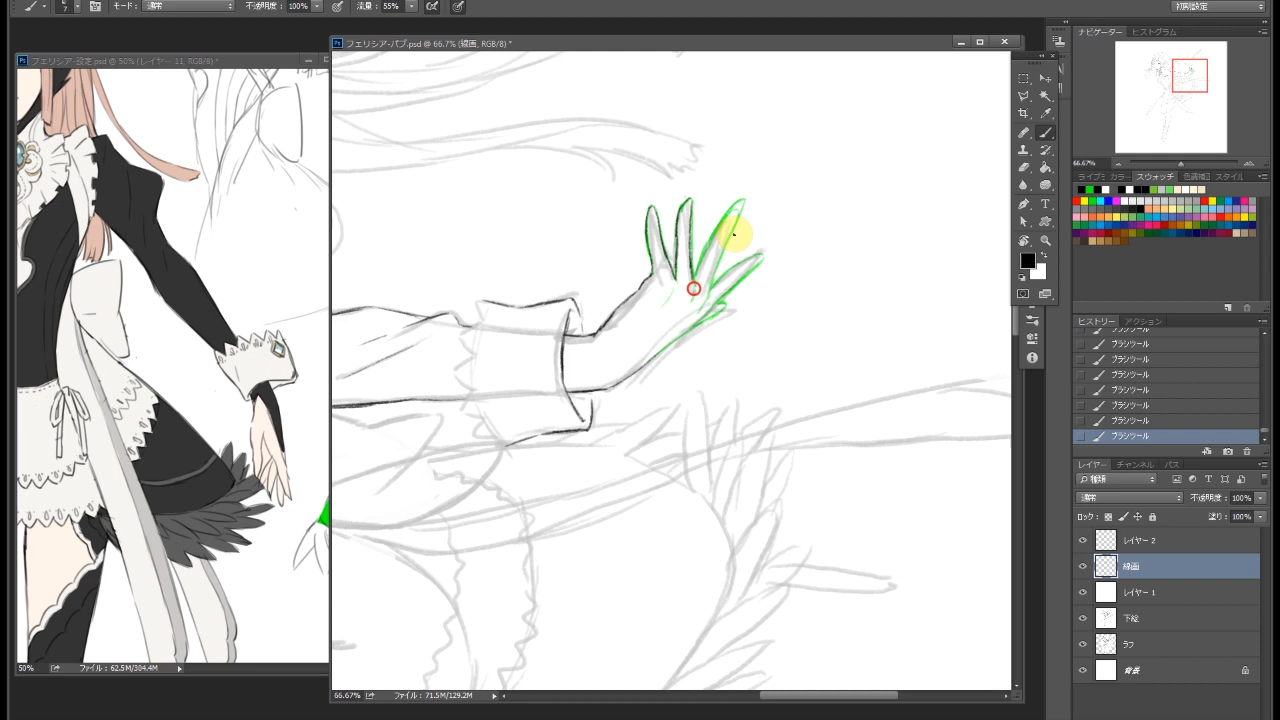 モード： 通常 不透明度： 100% 流量： 55% 初期設定
フェリシア-設定.psd @ 50% (レイヤー 11, RGB/8) *
フェリシア-パブ.psd @ 66.7% (線画, RGB/8) *
ナビゲーター ヒストグラム
66.67%
カラー スウォッチ 色調補正 スタイル
ヒストリー アクション
ブラシツール
ブラシツール
ブラシツール
ブラシツール
ブラシツール
ブラシツール
ブラシツール
レイヤー チャンネル パス
種類
通常 不透明度： 100%
ロック： 塗り： 100%
レイヤー 2
線画
レイヤー 1
下絵
ラフ
背景
50% ファイル：62.5M/304.4M
66.67% ファイル：71.5M/129.2M